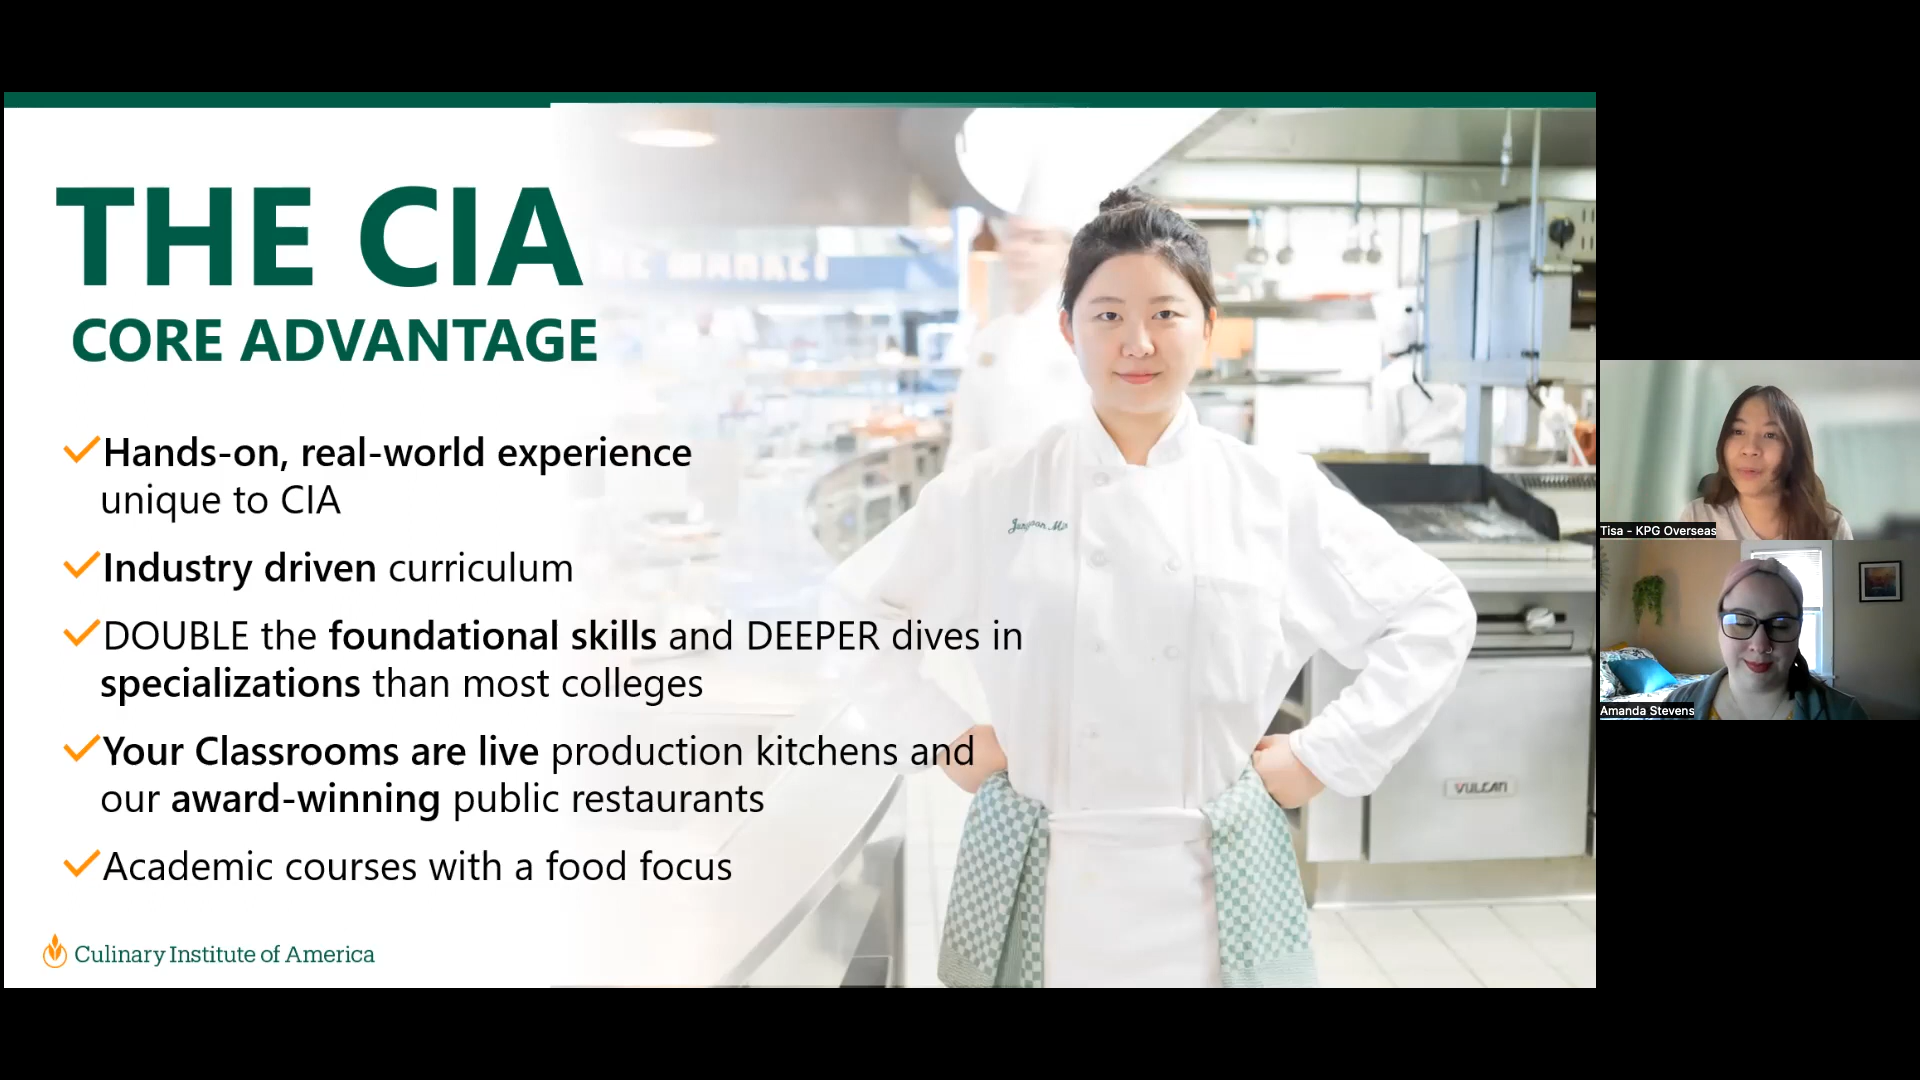 THE CIA
CORE ADVANTAGE
Hands-on, real-world experience
unique to CIA
Industry driven curriculum
DOUBLE the foundational skills and DEEPER dives in
specializations than most colleges
Your Classrooms are live production kitchens and
our award-winning public restaurants
Academic courses with a food focus
Culinary Institute of America
VULCAN
Tisa - KPG Overseas
Amanda Stevens